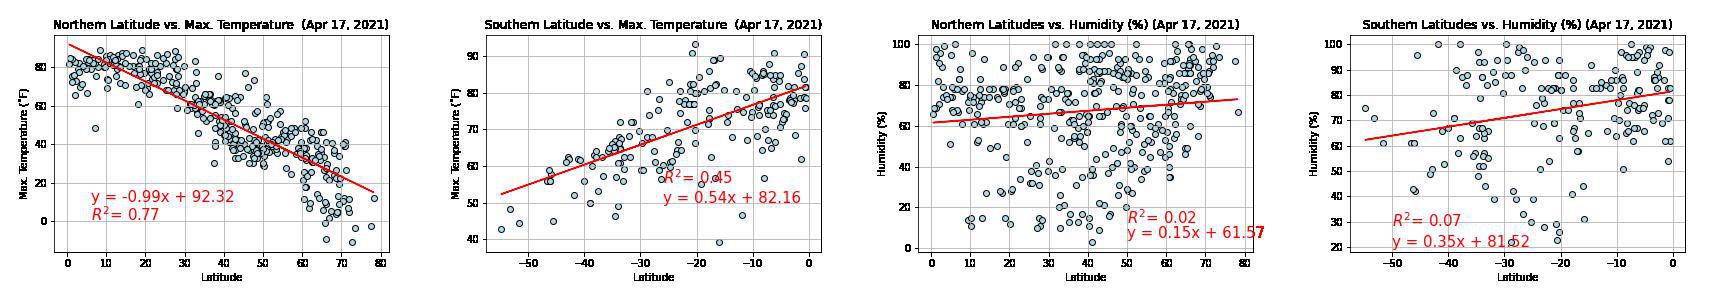 Northern Latitude vs. Max. Temperature (Apr 17, 2021)
Max. Temperature (°F)
80
60
40
20
0
y = -0.99x + 92.32
R²= 0.77
0 10 20 30 40 50 60 70 80
Latitude
Southern Latitude vs. Max. Temperature (Apr 17, 2021)
Max. Temperature (°F)
90
80
70
60
50
40
R²= 0.45
y = 0.54x + 82.16
−50 −40 −30 −20 −10 0
Latitude
Northern Latitudes vs. Humidity (%) (Apr 17, 2021)
Humidity (%)
100
80
60
40
20
0
R²= 0.02
y = 0.15x + 61.57
0 10 20 30 40 50 60 70 80
Latitude
Southern Latitudes vs. Humidity (%) (Apr 17, 2021)
Humidity (%)
100
90
80
70
60
50
40
30
20
R²= 0.07
y = 0.35x + 81.52
−50 −40 −30 −20 −10 0
Latitude